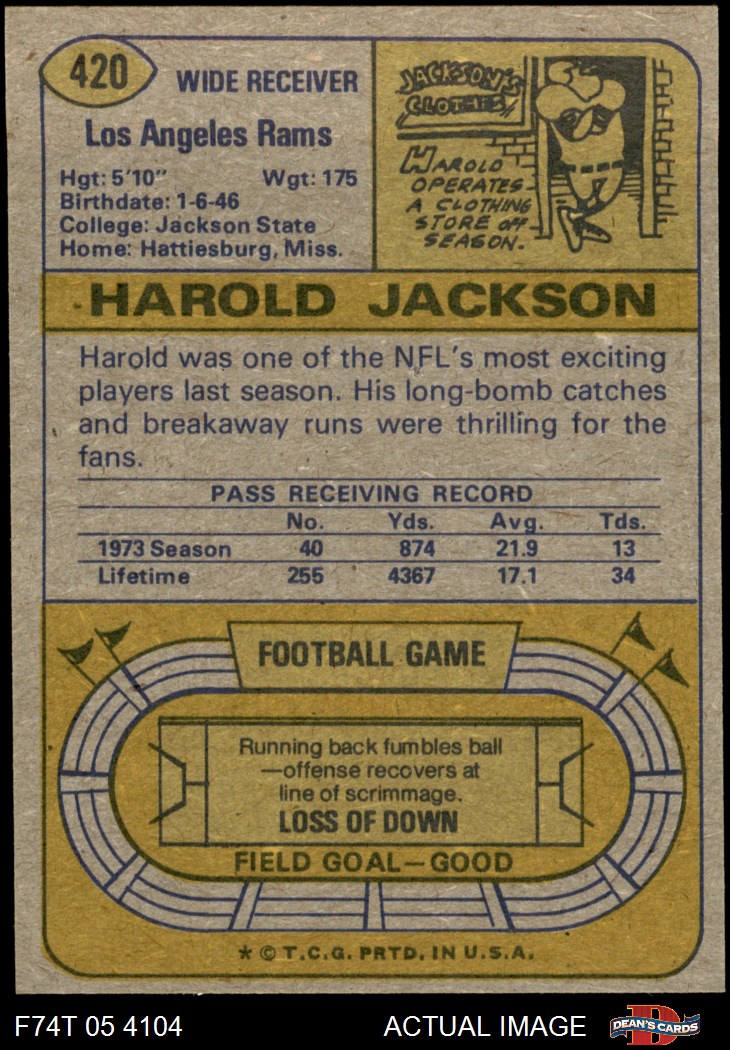 420
WIDE RECEIVER
Los Angeles Rams
Hgt: 5'10" Wgt: 175
Birthdate: 1-6-46
College: Jackson State
Home: Hattiesburg, Miss.
JACKSON'S
CLOTHES
HAROLD
OPERATES
A CLOTHING
STORE OFF
SEASON.
HAROLD JACKSON
Harold was one of the NFL's most exciting
players last season. His long-bomb catches
and breakaway runs were thrilling for the
fans.
PASS RECEIVING RECORD
No. Yds. Avg. Tds.
1973 Season 40 874 21.9 13
Lifetime 255 4367 17.1 34
FOOTBALL GAME
Running back fumbles ball
—offense recovers at
line of scrimmage.
LOSS OF DOWN
FIELD GOAL—GOOD
* © T.C.G. PRTD. IN U.S.A.
F74T 05 4104 ACTUAL IMAGE
D
DEAN'S CARDS